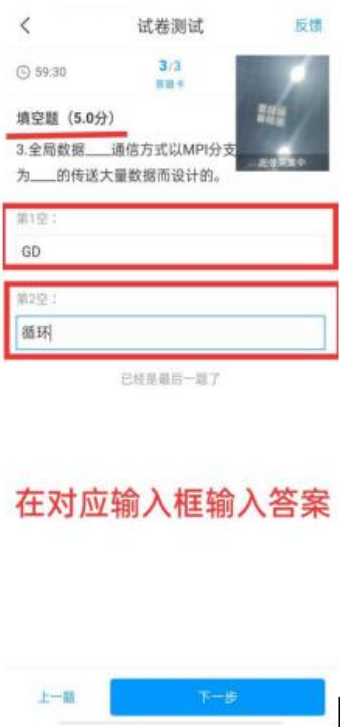 试卷测试
反馈
59:30
3/3
答题卡
填空题（5.0分）
3.全局数据____通信方式以MPI分支
为____的传送大量数据而设计的。
第1空：
GD
第2空：
循环
已经是最后一题了
在对应输入框输入答案
上一题
下一步